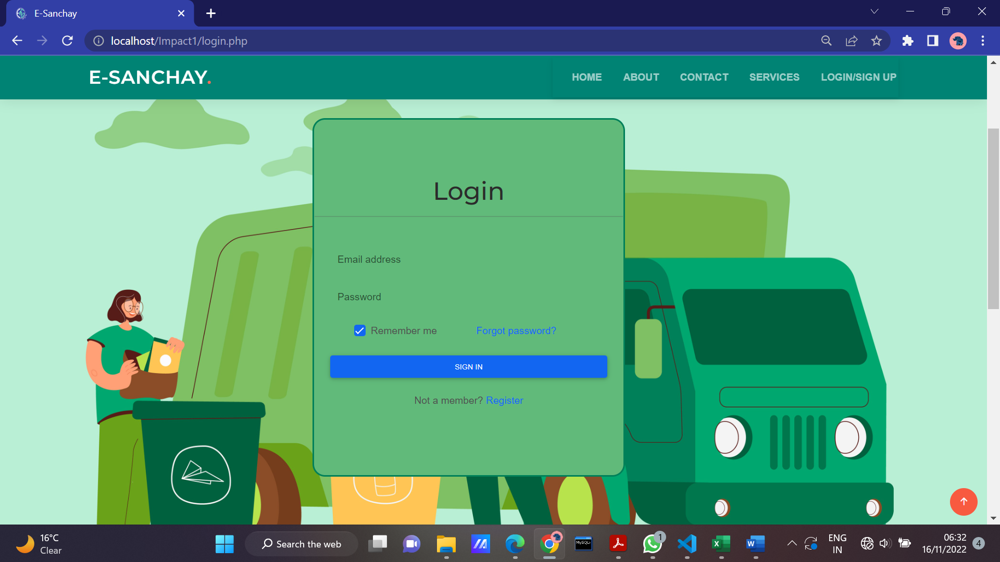 E-Sanchay
localhost/Impact1/login.php
E-SANCHAY.
HOME ABOUT CONTACT SERVICES LOGIN/SIGN UP
Login
Email address
Password
Remember me Forgot password?
SIGN IN
Not a member? Register
16°C
Clear
Search the web
MySQL
1
X
W
ENG
IN
06:32
16/11/2022
4